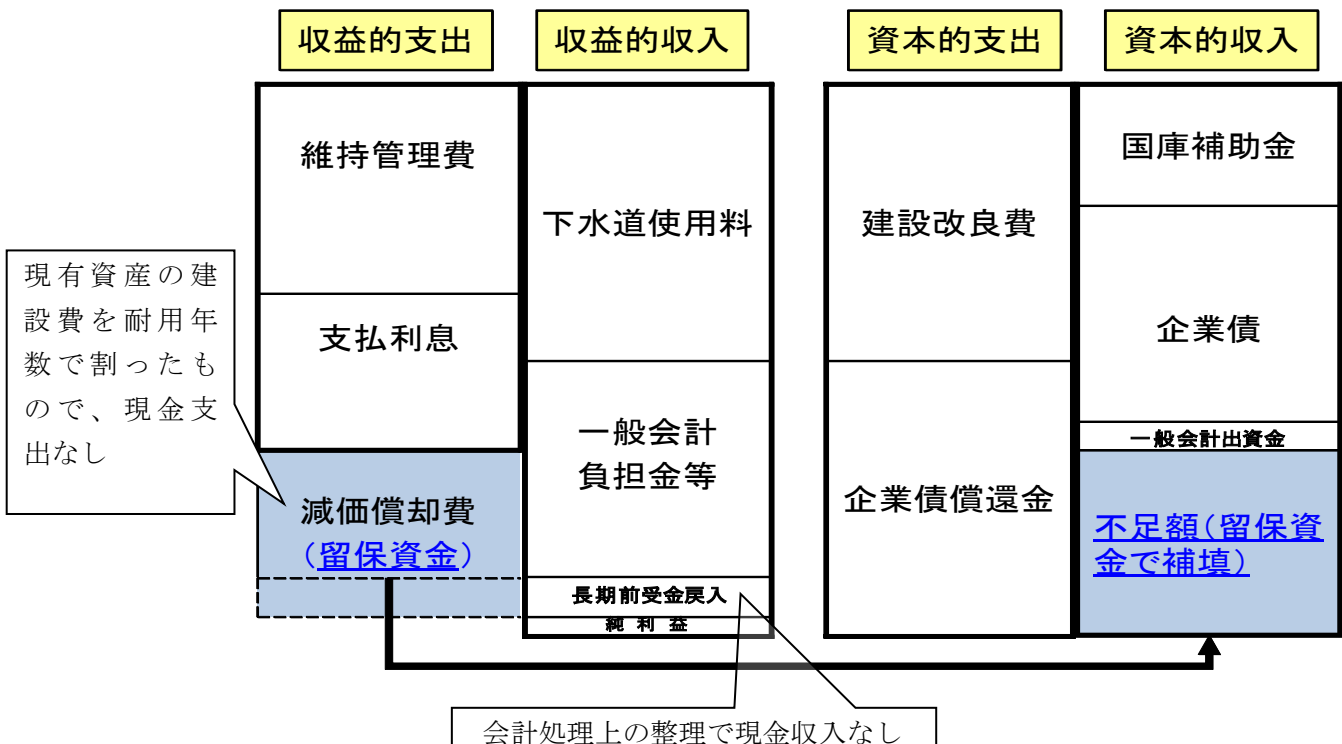 収益的支出
収益的収入
資本的支出
資本的収入
維持管理費
支払利息
減価償却費
（留保資金）
下水道使用料
一般会計
負担金等
長期前受金戻入
純利益
建設改良費
企業債償還金
国庫補助金
企業債
一般会計出資金
不足額（留保資
金で補填）
現有資産の建
設費を耐用年
数で割ったも
ので、現金支
出なし
会計処理上の整理で現金収入なし